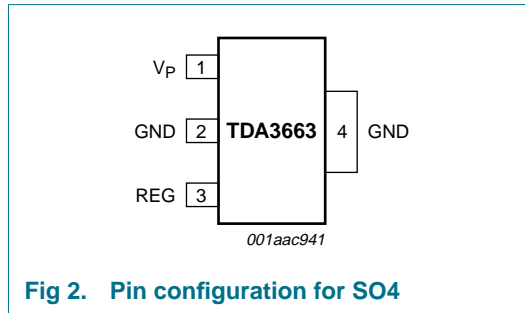 VP 1
GND 2 TDA3663 4 GND
REG 3
001aac941
Fig 2. Pin configuration for SO4